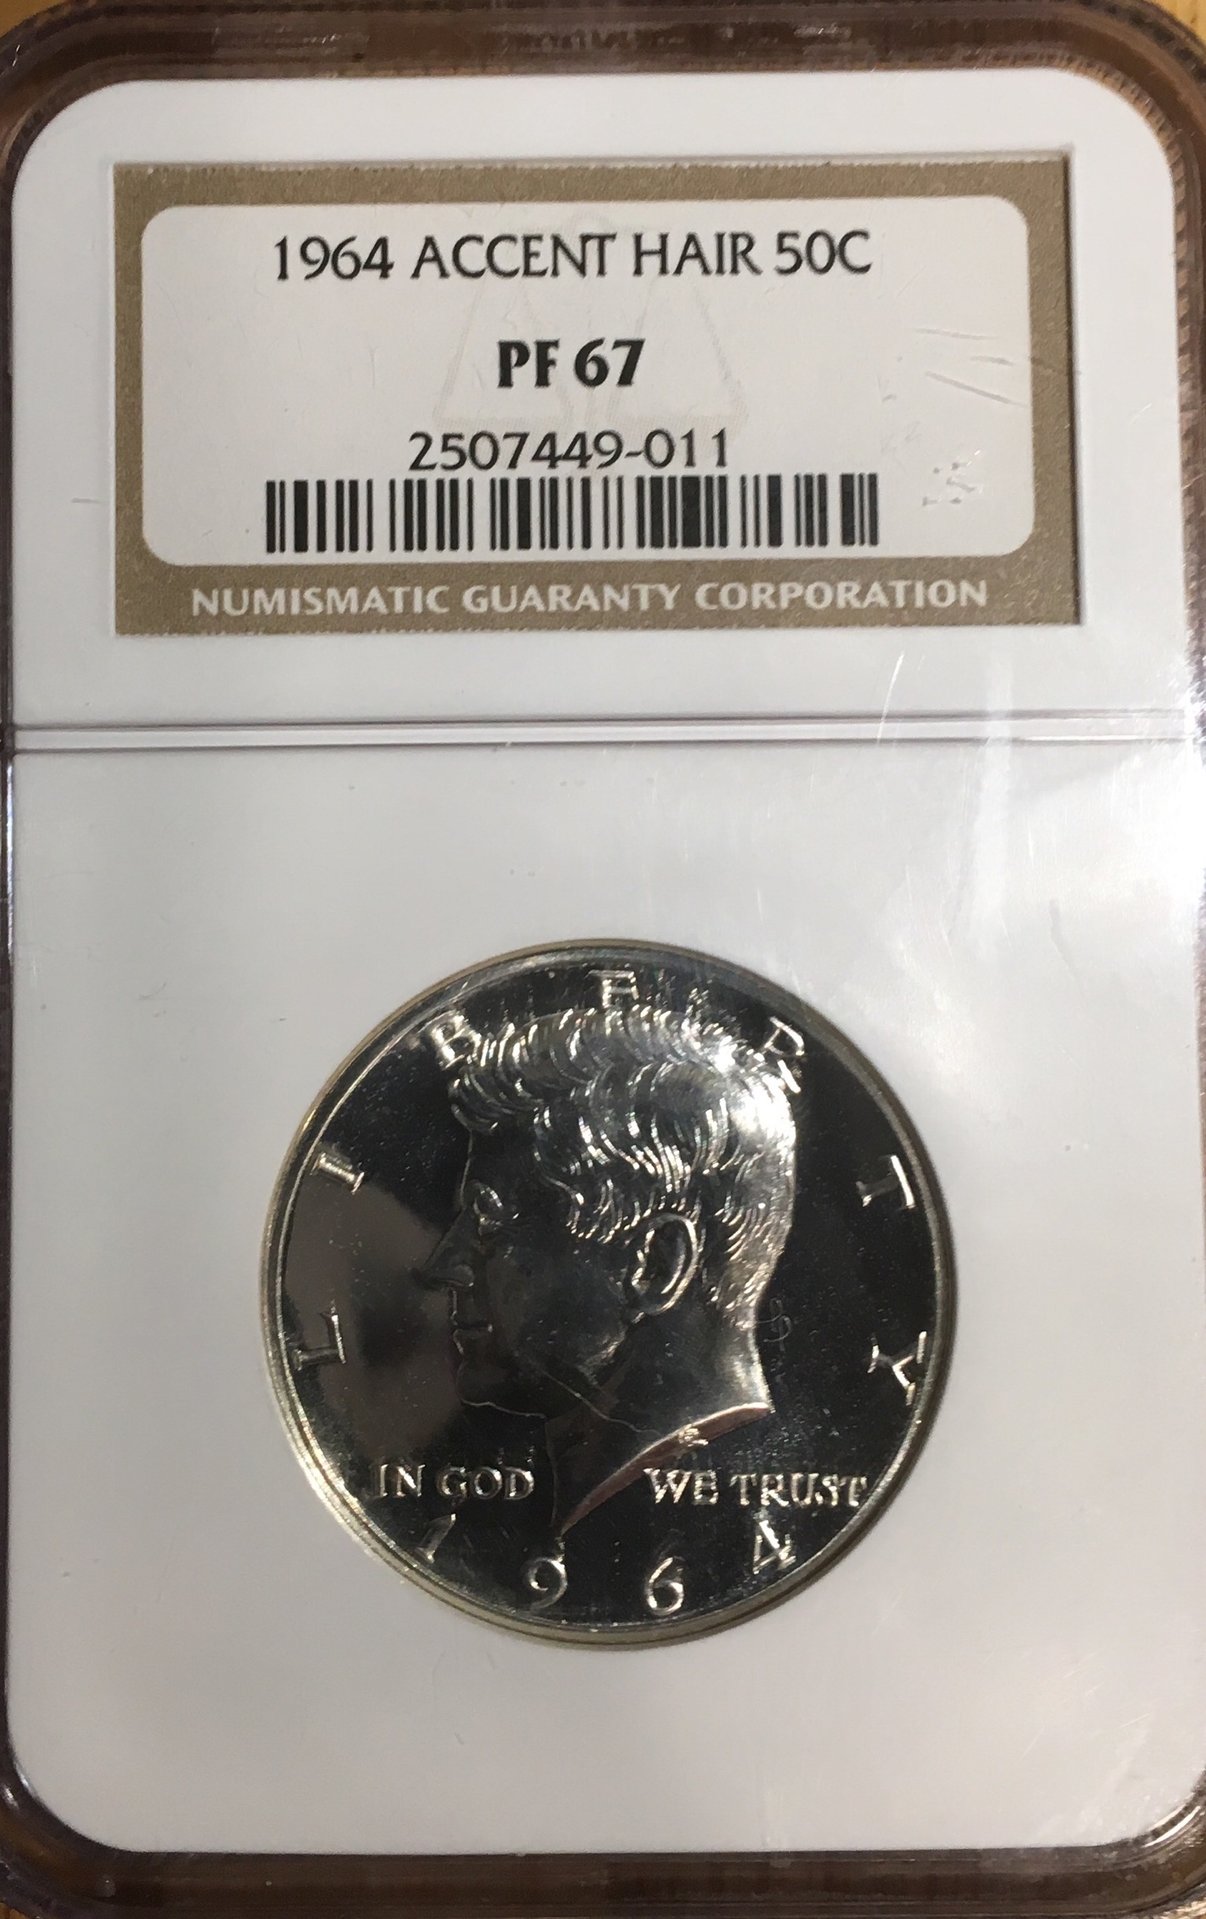 1964 ACCENT HAIR 50C
PF 67
2507449-011
NUMISMATIC GUARANTY CORPORATION
LIBERTY
IN GOD WE TRUST
1964